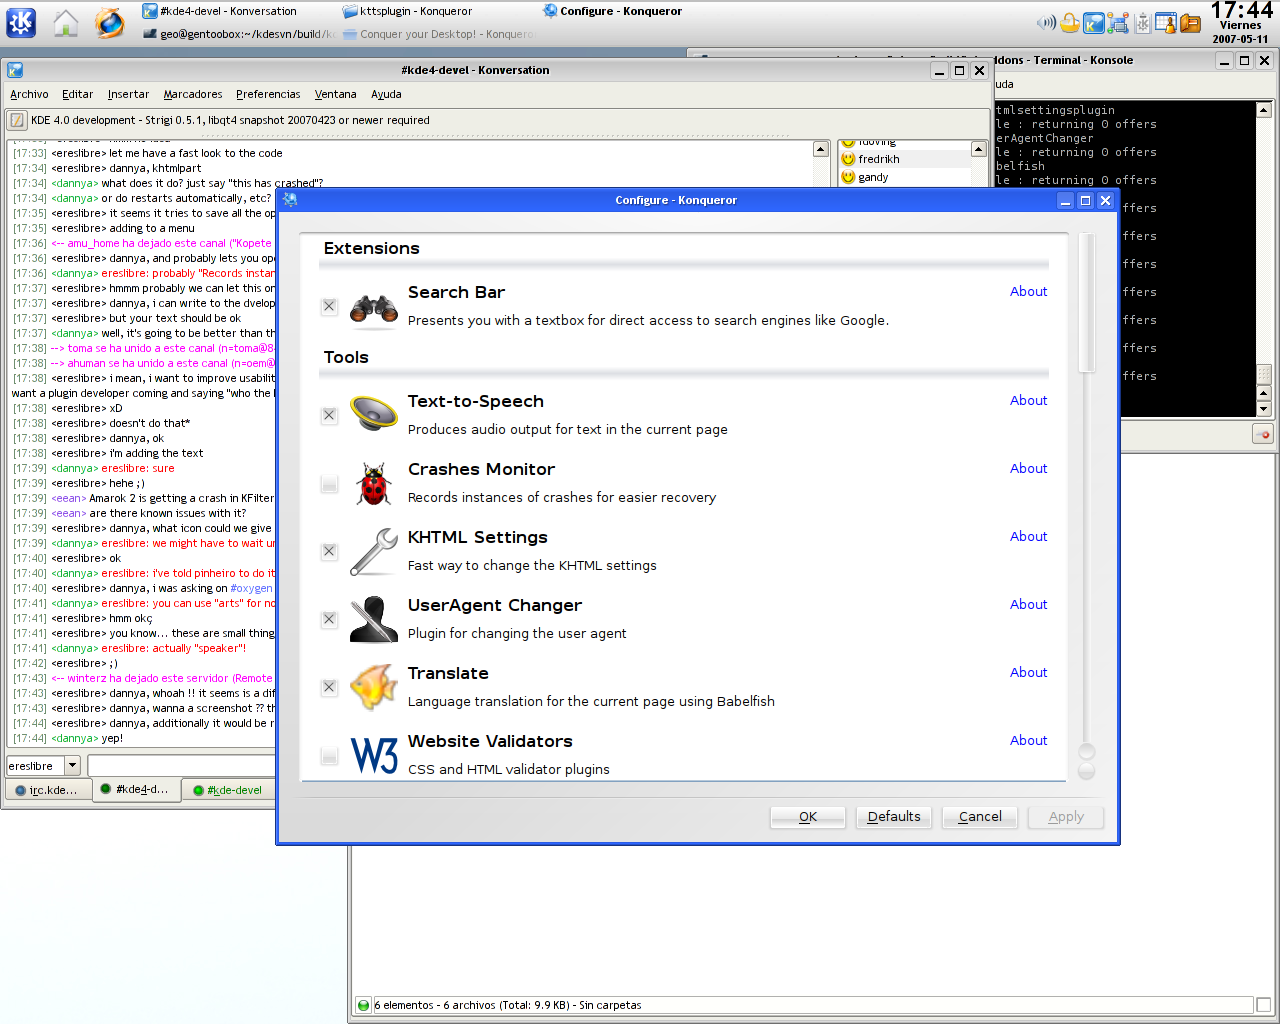 #kde4-devel - Konversation
kttsplugin - Konqueror
Configure - Konqueror
geo@gentoobox:~/kdesvn/build/k
Conquer your Desktop! - Konquero
17:44
Viernes
2007-05-11
ddons - Terminal - Konsole
uda
tmlsettingsplugin
le : returning 0 offers
erAgentChanger
le : returning 0 offers
belfish
le : returning 0 offers
ffers
ffers
ffers
ffers
ffers
ffers
ffers
#kde4-devel - Konversation
Archivo Editar Insertar Marcadores Preferencias Ventana Ayuda
KDE 4.0 development - Strigi 0.5.1, libqt4 snapshot 20070423 or newer required
[17:33] <ereslibre> let me have a fast look to the code
[17:34] <ereslibre> dannya, khtmlpart
[17:34] <dannya> what does it do? just say "this has crashed"?
[17:34] <dannya> or do restarts automatically, etc?
[17:35] <ereslibre> it seems it tries to save all the op
[17:35] <ereslibre> adding to a menu
[17:36] <-- amu_home ha dejado este canal ("Kopete
[17:36] <ereslibre> dannya, and probably lets you op
[17:36] <dannya> ereslibre: probably "Records instan
[17:37] <ereslibre> hmmm probably we can let this on
[17:37] <ereslibre> dannya, i can write to the dvelop
[17:37] <ereslibre> but your text should be ok
[17:37] <dannya> well, it's going to be better than th
[17:38] --> toma se ha unido a este canal (n=toma@8
[17:38] --> ahuman se ha unido a este canal (n=oem@
[17:38] <ereslibre> i mean, i want to improve usabili
want a plugin developer coming and saying "who the
[17:38] <ereslibre> xD
[17:38] <ereslibre> doesn't do that*
[17:38] <ereslibre> dannya, ok
[17:38] <ereslibre> i'm adding the text
[17:39] <dannya> ereslibre: sure
[17:39] <ereslibre> hehe ;)
[17:39] <eean> Amarok 2 is getting a crash in KFilter
[17:39] <eean> are there known issues with it?
[17:39] <ereslibre> dannya, what icon could we give
[17:39] <dannya> ereslibre: we might have to wait un
[17:40] <ereslibre> ok
[17:40] <dannya> ereslibre: i've told pinheiro to do it
[17:40] <ereslibre> dannya, i was asking on #oxygen
[17:41] <dannya> ereslibre: you can use "arts" for no
[17:41] <ereslibre> hmm okç
[17:41] <ereslibre> you know... these are small thing
[17:41] <dannya> ereslibre: actually "speaker"!
[17:42] <ereslibre> ;)
[17:43] <-- winterz ha dejado este servidor (Remote
[17:43] <ereslibre> dannya, whoah !! it seems is a dif
[17:43] <ereslibre> dannya, wanna a screenshot ?? th
[17:44] <ereslibre> dannya, additionally it would be r
[17:44] <dannya> yep!
fdoving
fredrikh
gandy
ereslibre
irc.kde...
#kde4-d...
#kde-devel
Configure - Konqueror
Extensions
Search Bar
About
Presents you with a textbox for direct access to search engines like Google.
Tools
Text-to-Speech
About
Produces audio output for text in the current page
Crashes Monitor
About
Records instances of crashes for easier recovery
KHTML Settings
About
Fast way to change the KHTML settings
UserAgent Changer
About
Plugin for changing the user agent
Translate
About
Language translation for the current page using Babelfish
W3
Website Validators
About
CSS and HTML validator plugins
OK Defaults Cancel Apply
6 elementos - 6 archivos (Total: 9.9 KB) - Sin carpetas